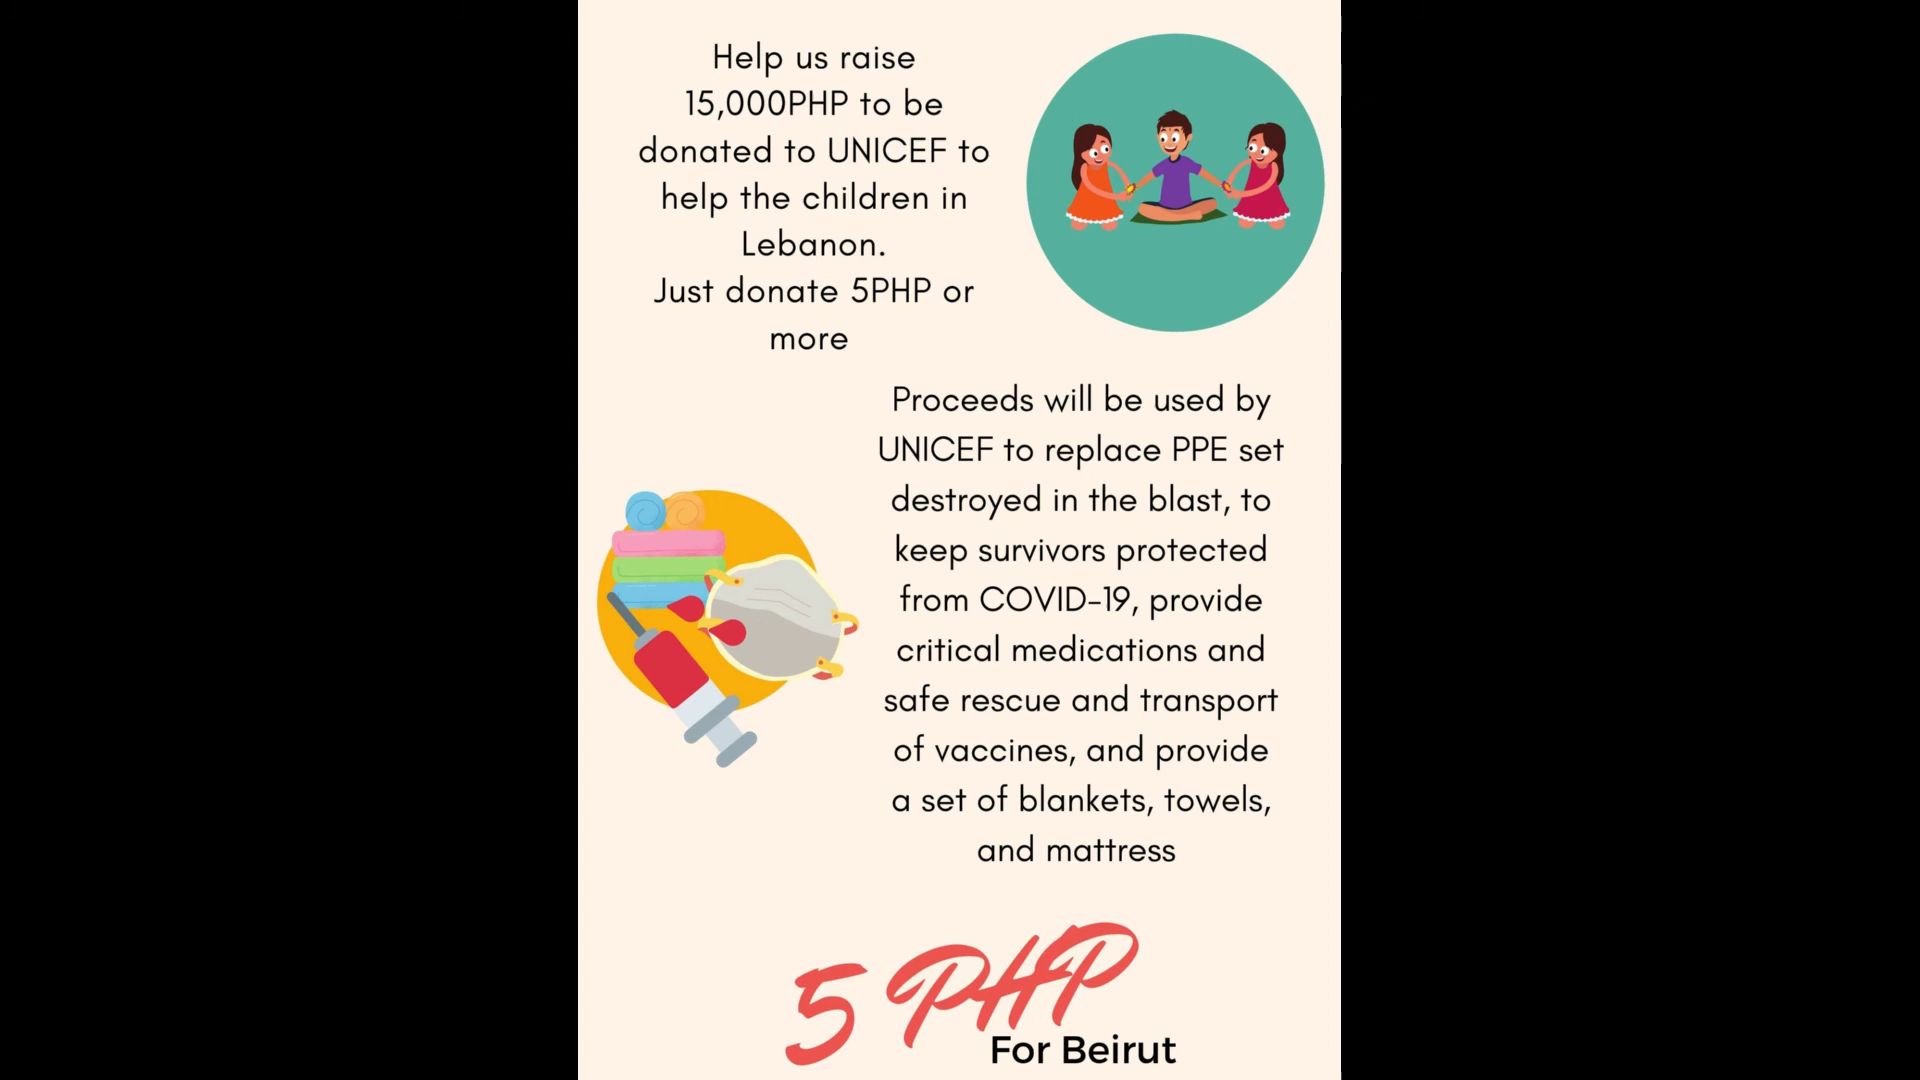 Help us raise
15,000PHP to be
donated to UNICEF to
help the children in
Lebanon.
Just donate 5PHP or
more
Proceeds will be used by
UNICEF to replace PPE set
destroyed in the blast, to
keep survivors protected
from COVID-19, provide
critical medications and
safe rescue and transport
of vaccines, and provide
a set of blankets, towels,
and mattress
5 PHP
For Beirut